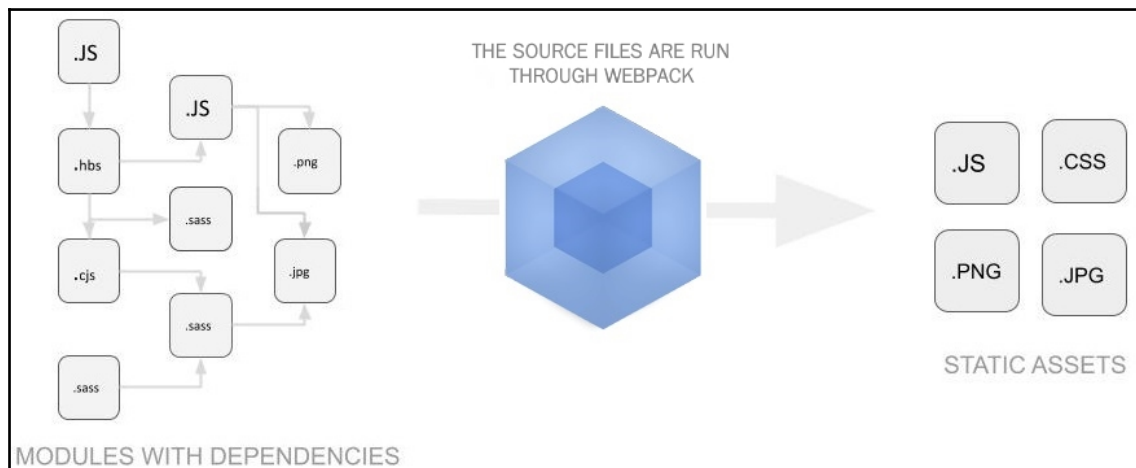 .JS
.hbs
.cjs
.sass
.JS
.sass
.sass
.png
.jpg
MODULES WITH DEPENDENCIES
THE SOURCE FILES ARE RUN
THROUGH WEBPACK
.JS
.CSS
.PNG
.JPG
STATIC ASSETS